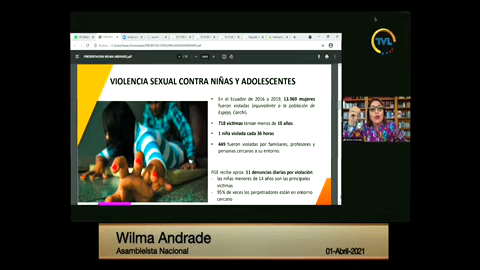 TVL
PRESENTACION WILMA ANDRADE.pdf
VIOLENCIA SEXUAL CONTRA NIÑAS Y ADOLESCENTES
• En el Ecuador de 2016 a 2019, 13.969 mujeres
fueron violadas (equivalente a la población de
Espejo, Carchi).
• 718 víctimas tenían menos de 10 años.
• 1 niña violada cada 36 horas
• 449 fueron violadas por familiares, profesores y
personas cercanas a su entorno.
FGE recibe aprox. 11 denuncias diarias por violación
- las niñas menores de 14 años son las principales
víctimas
- 95% de veces los perpetradores están en entorno
cercano
Wilma Andrade
Asambleísta Nacional
01-Abril-2021